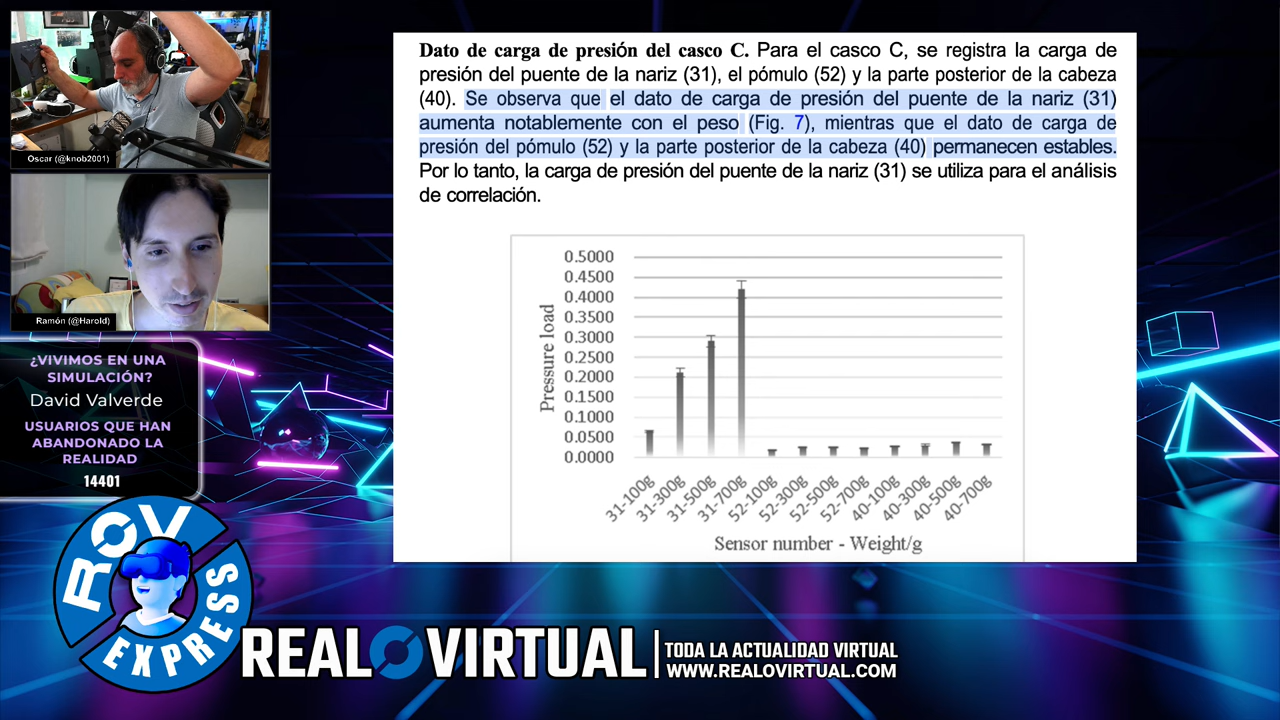 Oscar (@knob2001)
Ramón (@Harold)
¿VIVIMOS EN UNA
SIMULACIÓN?
David Valverde
USUARIOS QUE HAN
ABANDONADO LA
REALIDAD
14401
Dato de carga de presión del casco C. Para el casco C, se registra la carga de
presión del puente de la nariz (31), el pómulo (52) y la parte posterior de la cabeza
(40). Se observa que el dato de carga de presión del puente de la nariz (31)
aumenta notablemente con el peso (Fig. 7), mientras que el dato de carga de
presión del pómulo (52) y la parte posterior de la cabeza (40) permanecen estables.
Por lo tanto, la carga de presión del puente de la nariz (31) se utiliza para el análisis
de correlación.
Pressure load
0.5000
0.4500
0.4000
0.3500
0.3000
0.2500
0.2000
0.1500
0.1000
0.0500
0.0000
31-100g
31-300g
31-500g
31-700g
52-100g
52-300g
52-500g
52-700g
40-100g
40-300g
40-500g
40-700g
Sensor number - Weight/g
ROV
EXPRESS
REAL O VIRTUAL
TODA LA ACTUALIDAD VIRTUAL
WWW.REALOVIRTUAL.COM